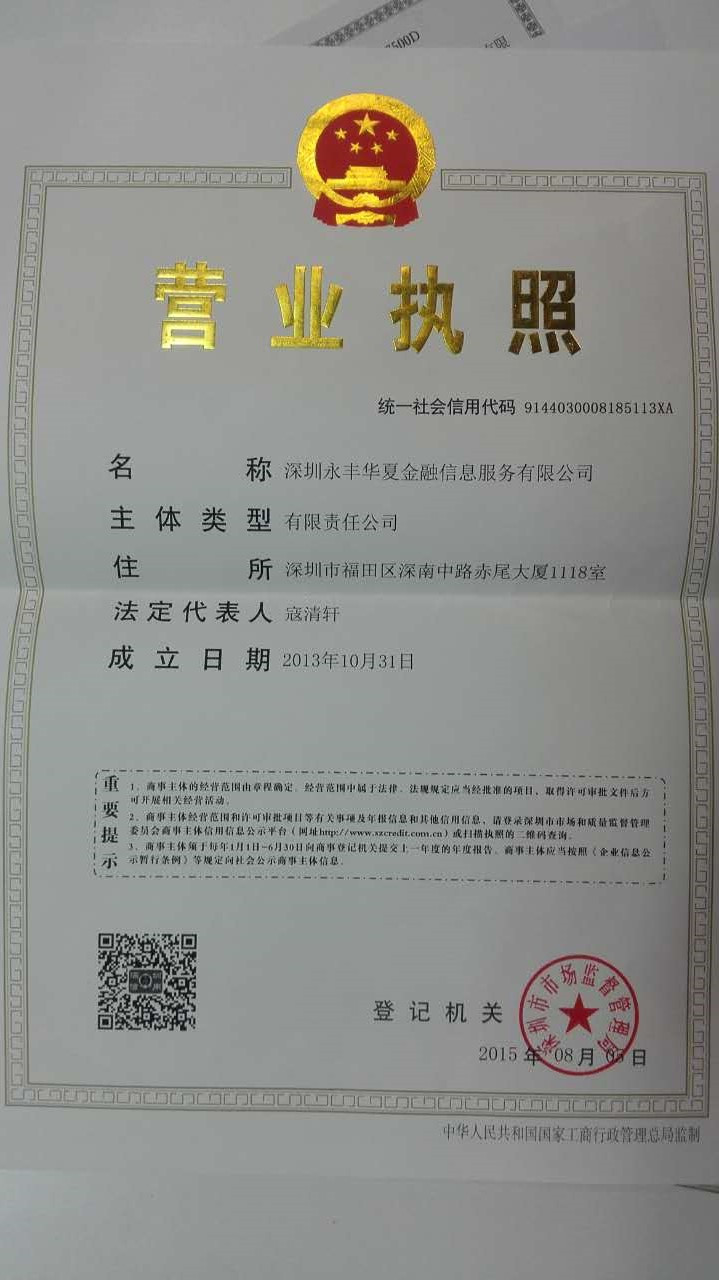 7500D
有限
营业执照
统一社会信用代码 9144030008185113XA
名称 深圳永丰华夏金融信息服务有限公司
主体类型 有限责任公司
住所 深圳市福田区深南中路赤尾大厦1118室
法定代表人 寇清轩
成立日期 2013年10月31日
重要提示
1、商事主体的经营范围由章程确定。经营范围中属于法律、法规规定应当经批准的项目，取得许可审批文件后方
可开展相关经营活动。
2、商事主体经营范围和许可审批项目等有关事项及年报信息和其他信用信息，请登录深圳市市场和质量监督管理
委员会商事主体信用信息公示平台（网址http://www.szcredit.com.cn）或扫描执照的二维码查询。
3、商事主体须于每年1月1日-6月30日向商事登记机关提交上一年度的年度报告。商事主体应当按照《企业信息公
示暂行条例》等规定向社会公示商事主体信息。
登记机关
深圳市市场监督管理局
2015年08月05日
中华人民共和国国家工商行政管理总局监制